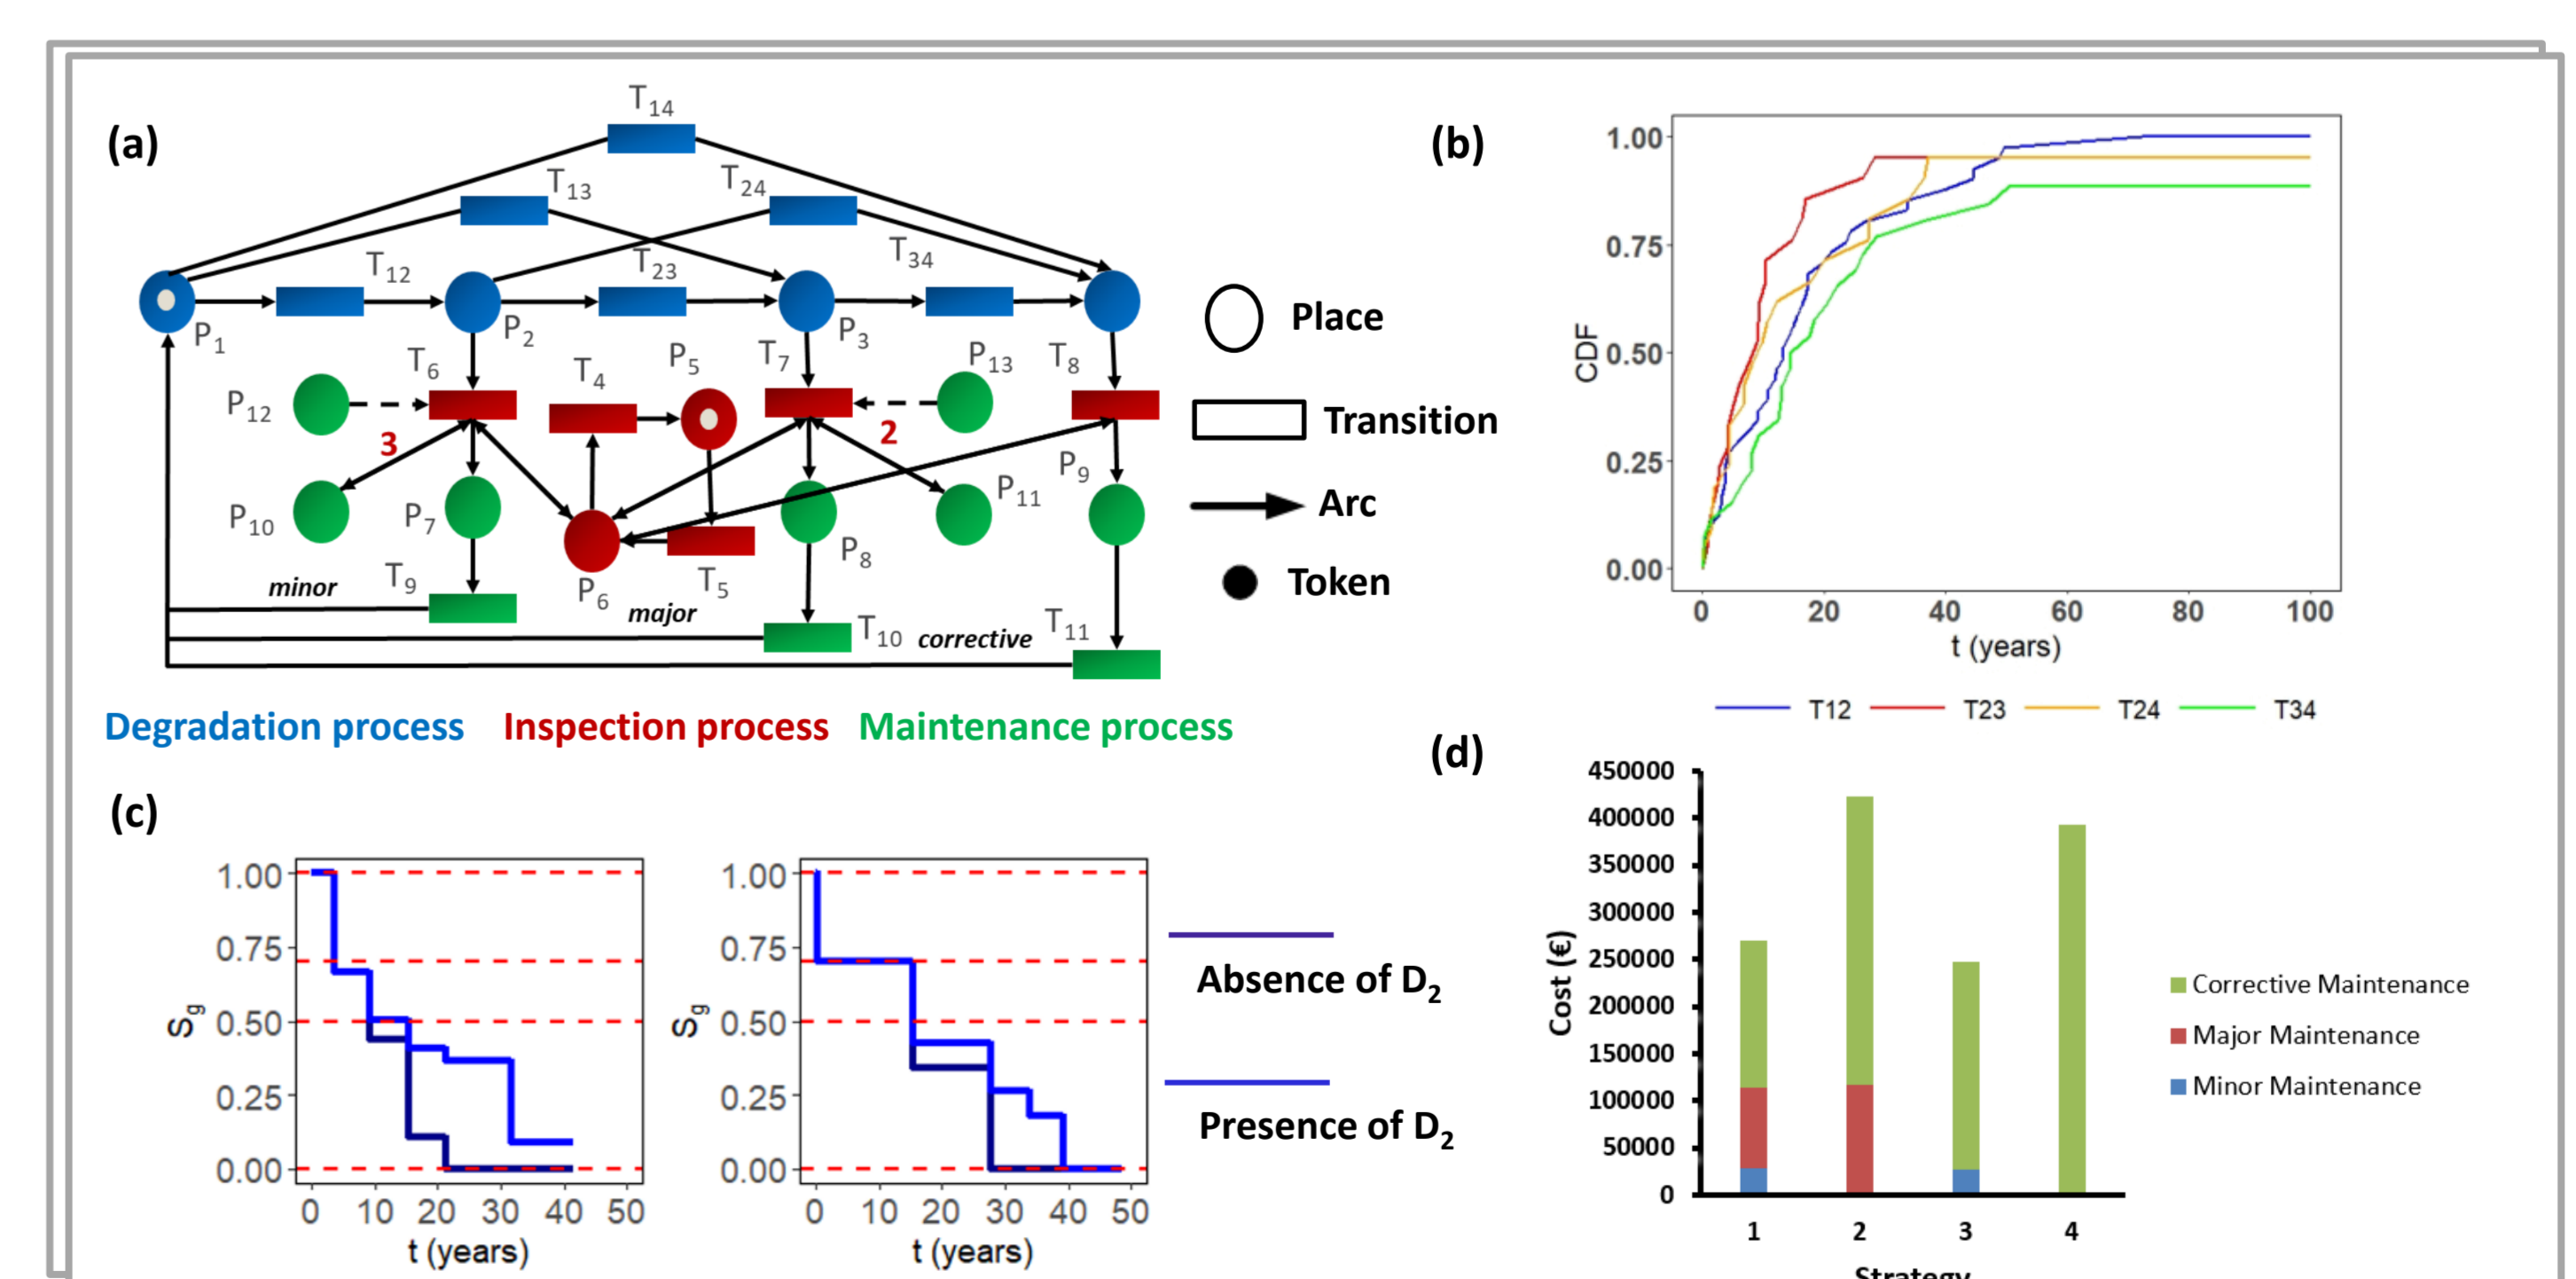 (a)
T14
T13
T24
T12
T23
T34
P1
P2
P3
T6
T4
P5
T7
P13
T8
P12
3
2
P9
P10
P7
P11
P8
T9
minor
P6
T5
major
T10
corrective
T11
Place
Transition
Arc
Token
Degradation process
Inspection process
Maintenance process
(b)
1.00
0.75
0.50
0.25
0.00
CDF
0 20 40 60 80 100
t (years)
T12 T23 T24 T34
(c)
1.00
0.75
0.50
0.25
0.00
Sg
0 10 20 30 40 50
t (years)
1.00
0.75
0.50
0.25
0.00
Sg
0 10 20 30 40 50
t (years)
Absence of D2
Presence of D2
(d)
450000
400000
350000
300000
250000
200000
150000
100000
50000
0
Cost (€)
1 2 3 4
Strategy
Corrective Maintenance
Major Maintenance
Minor Maintenance